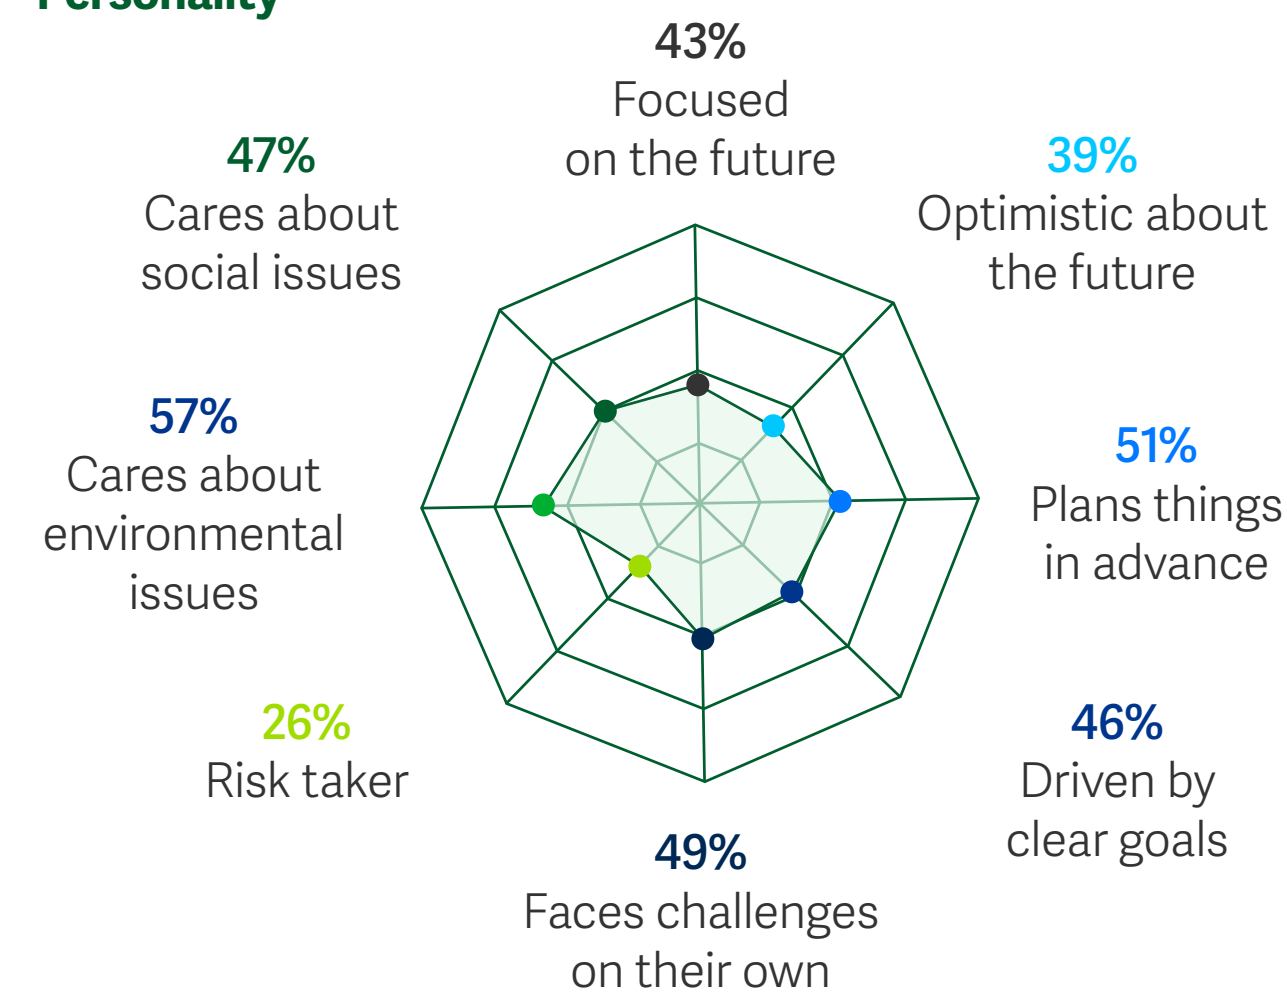 Personality
43%
Focused
on the future
47%
Cares about
social issues
39%
Optimistic about
the future
57%
Cares about
environmental
issues
51%
Plans things
in advance
26%
Risk taker
46%
Driven by
clear goals
49%
Faces challenges
on their own